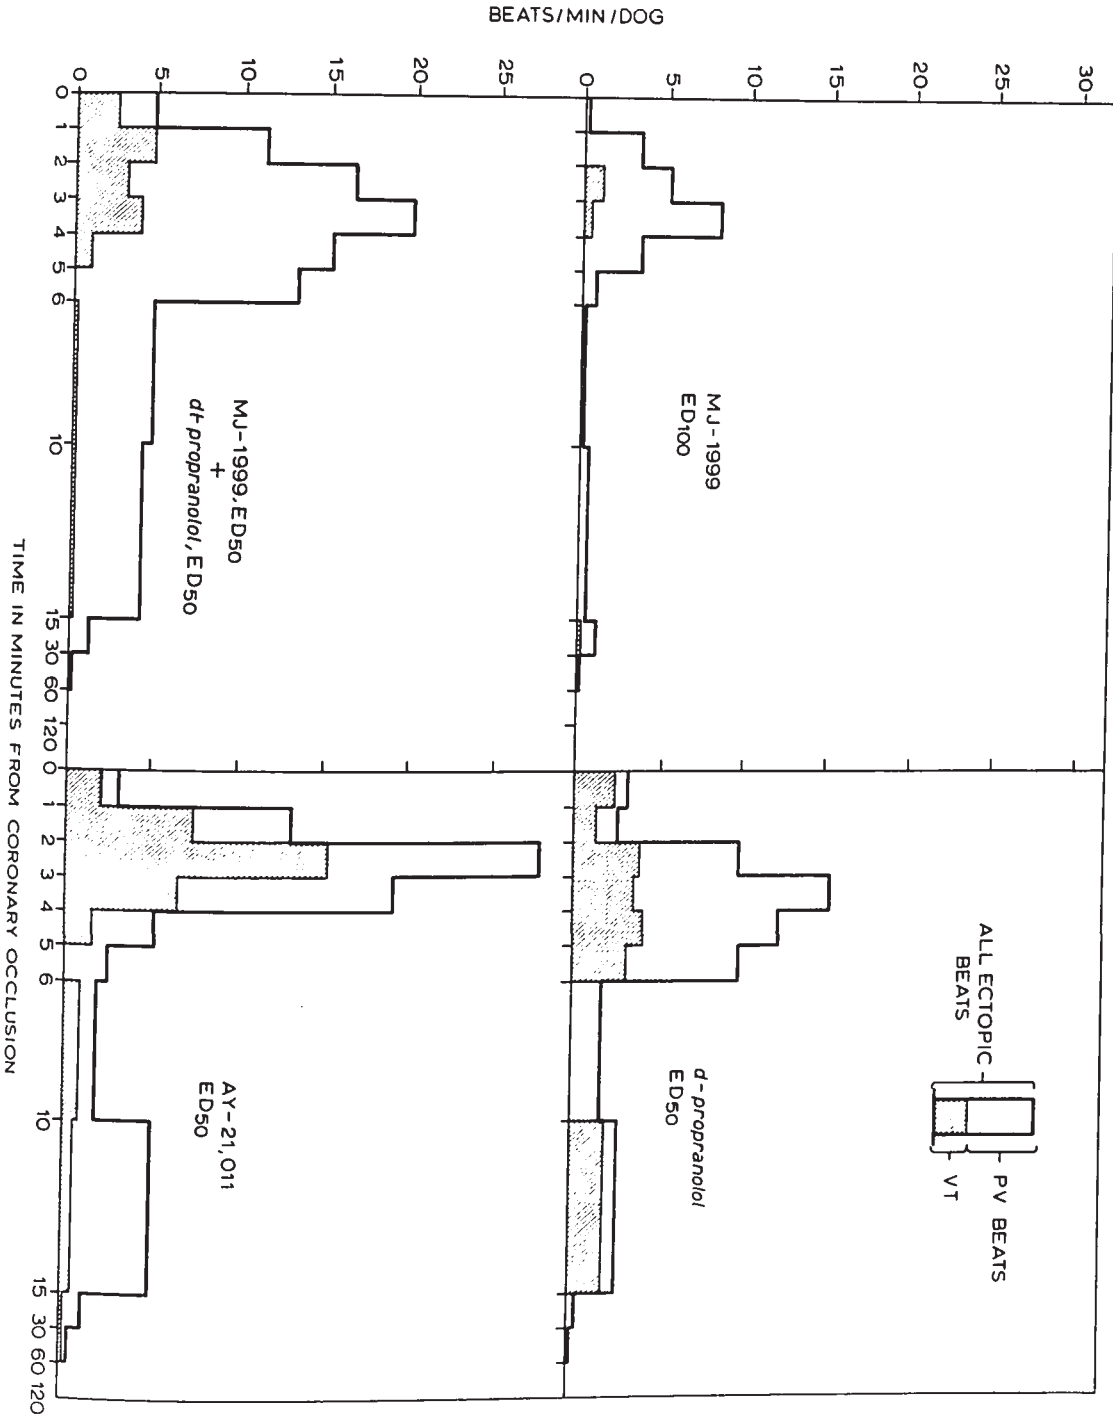 BEATS/MIN/DOG
30
25
20
15
10
5
0
25
20
15
10
5
0
MJ-1999
ED100
d-propranolol
ED50
ALL ECTOPIC
BEATS
PV BEATS
VT
MJ-1999, ED50
+
dl-propranolol, ED50
AY-21,011
ED50
0 1 2 3 4 5 6 10 15 30 60 120 0 1 2 3 4 5 6 10 15 30 60 120
TIME IN MINUTES FROM CORONARY OCCLUSION